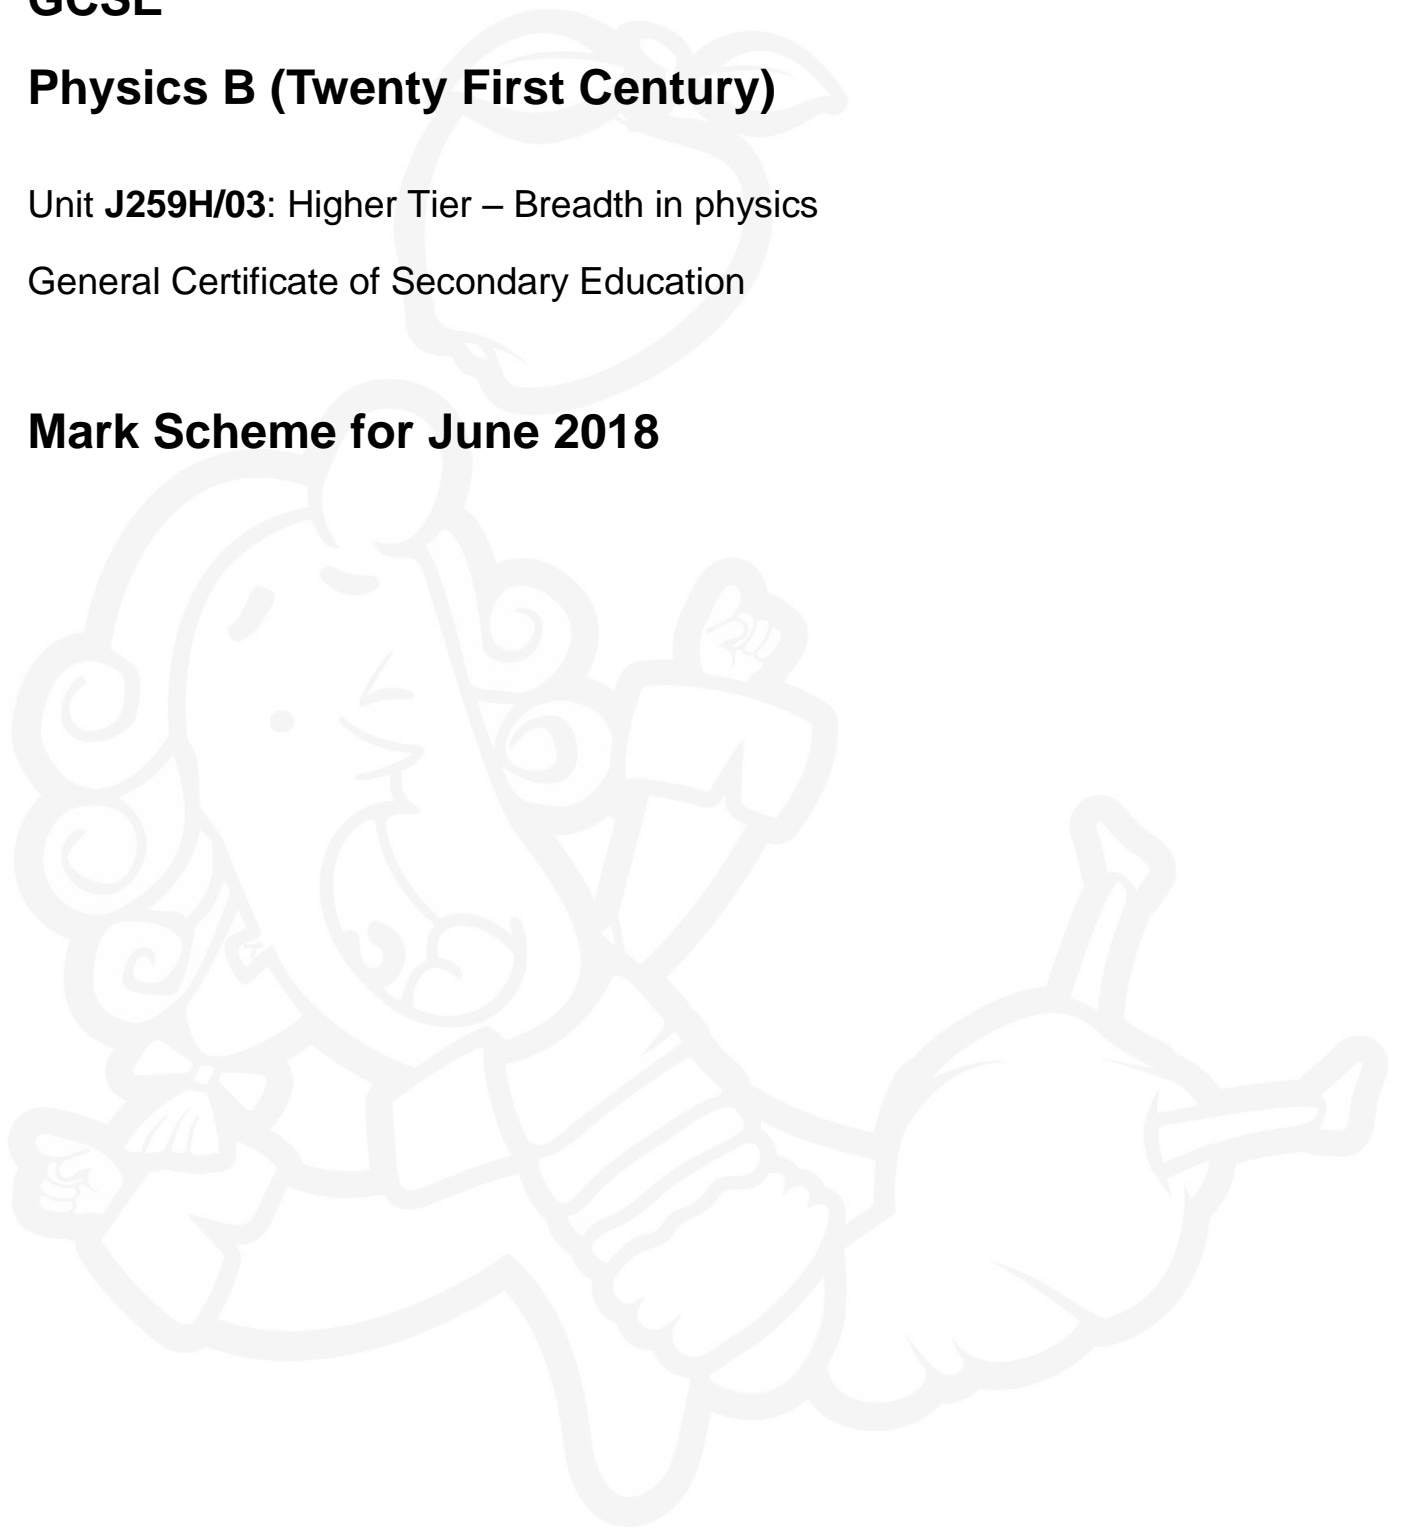 GCSE
Physics B (Twenty First Century)
Unit J259H/03: Higher Tier – Breadth in physics
General Certificate of Secondary Education
Mark Scheme for June 2018